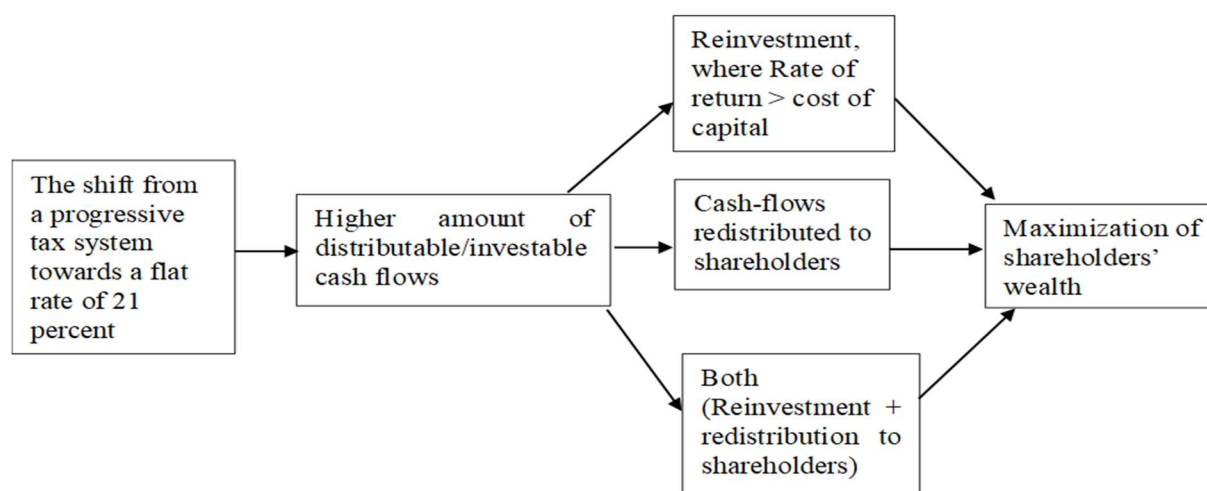 The shift from
a progressive
tax system
towards a flat
rate of 21
percent
Higher amount of
distributable/investable
cash flows
Reinvestment,
where Rate of
return > cost of
capital
Cash-flows
redistributed to
shareholders
Both
(Reinvestment +
redistribution to
shareholders)
Maximization of
shareholders’
wealth